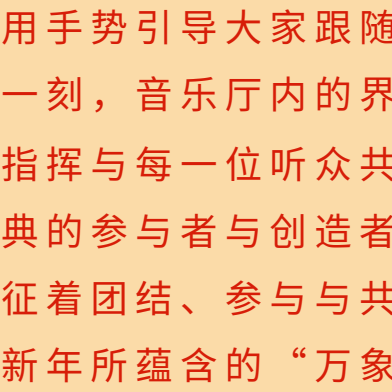 用手势引导大家跟随
一刻，音乐厅内的界
指挥与每一位听众共
典的参与者与创造者
征着团结、参与与共
新年所蕴含的“万象